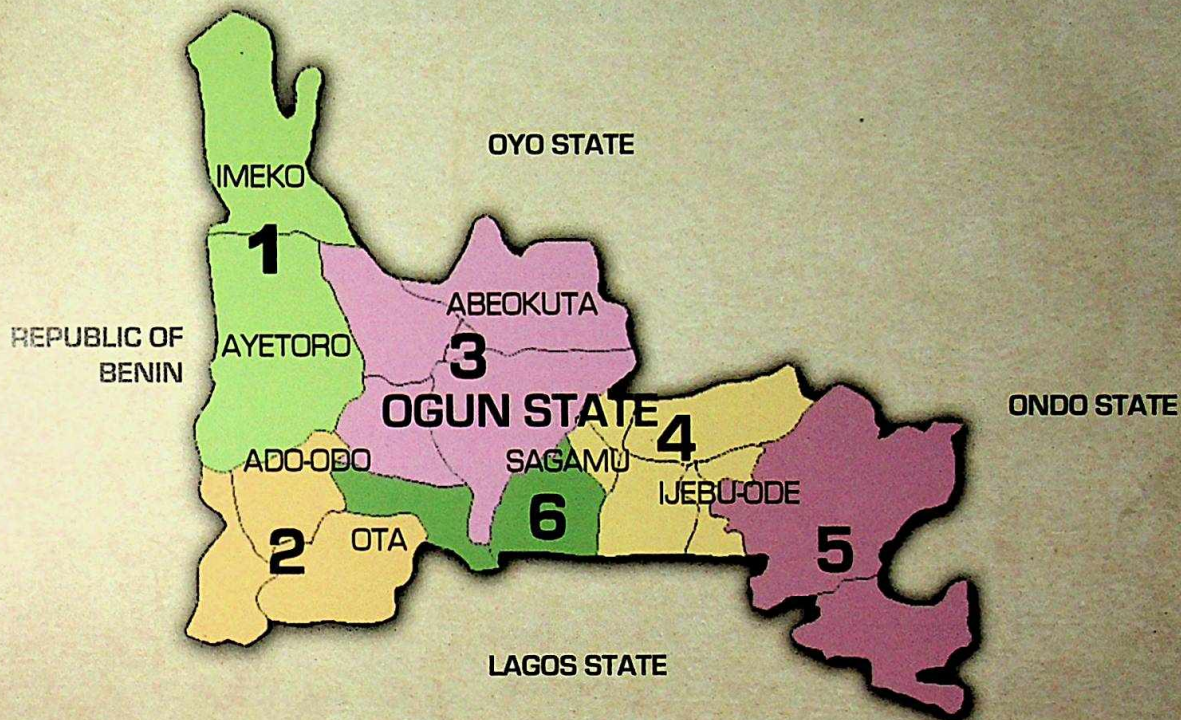 OYO STATE
IMEKO
1
ABEOKUTA
REPUBLIC OF
BENIN
AYETORO
3
OGUN STATE
ONDO STATE
4
ADO-ODO
SAGAMU
IJEBU-ODE
6
2
OTA
5
LAGOS STATE